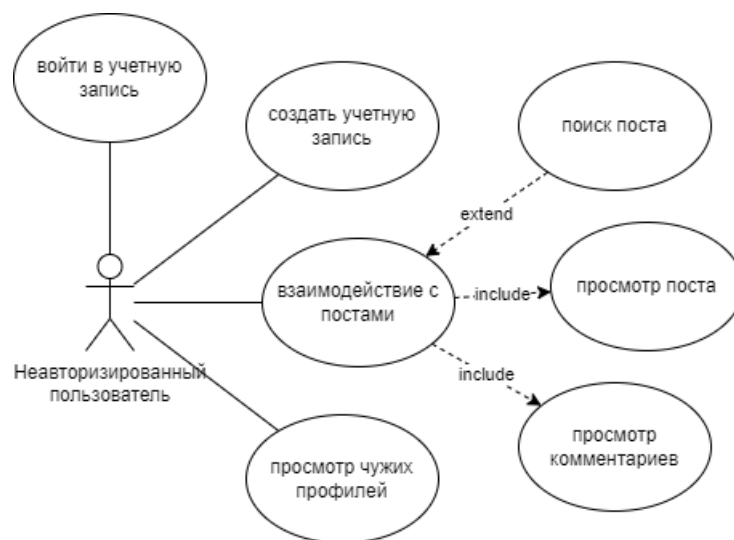 войти в учетную
запись
создать учетную
запись
поиск поста
extend
взаимодействие с
постами
include
просмотр поста
Неавторизированный
пользователь
include
просмотр
комментариев
просмотр чужих
профилей